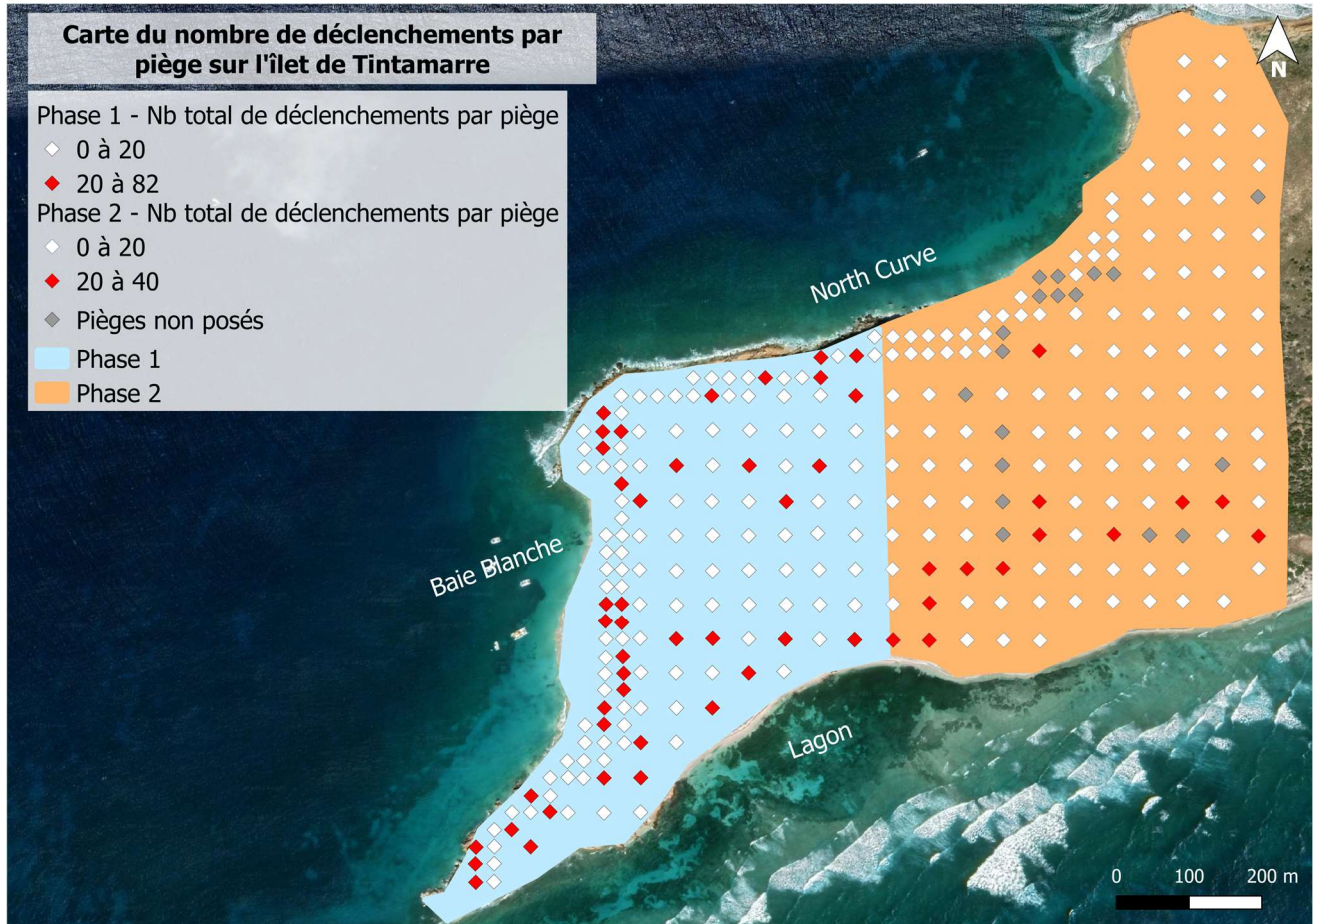 Carte du nombre de déclenchements par
piège sur l'îlet de Tintamarre
N
Phase 1 - Nb total de déclenchements par piège
0 à 20
20 à 82
Phase 2 - Nb total de déclenchements par piège
0 à 20
20 à 40
Pièges non posés
Phase 1
Phase 2
North Curve
Baie Blanche
Lagon
0 100 200 m